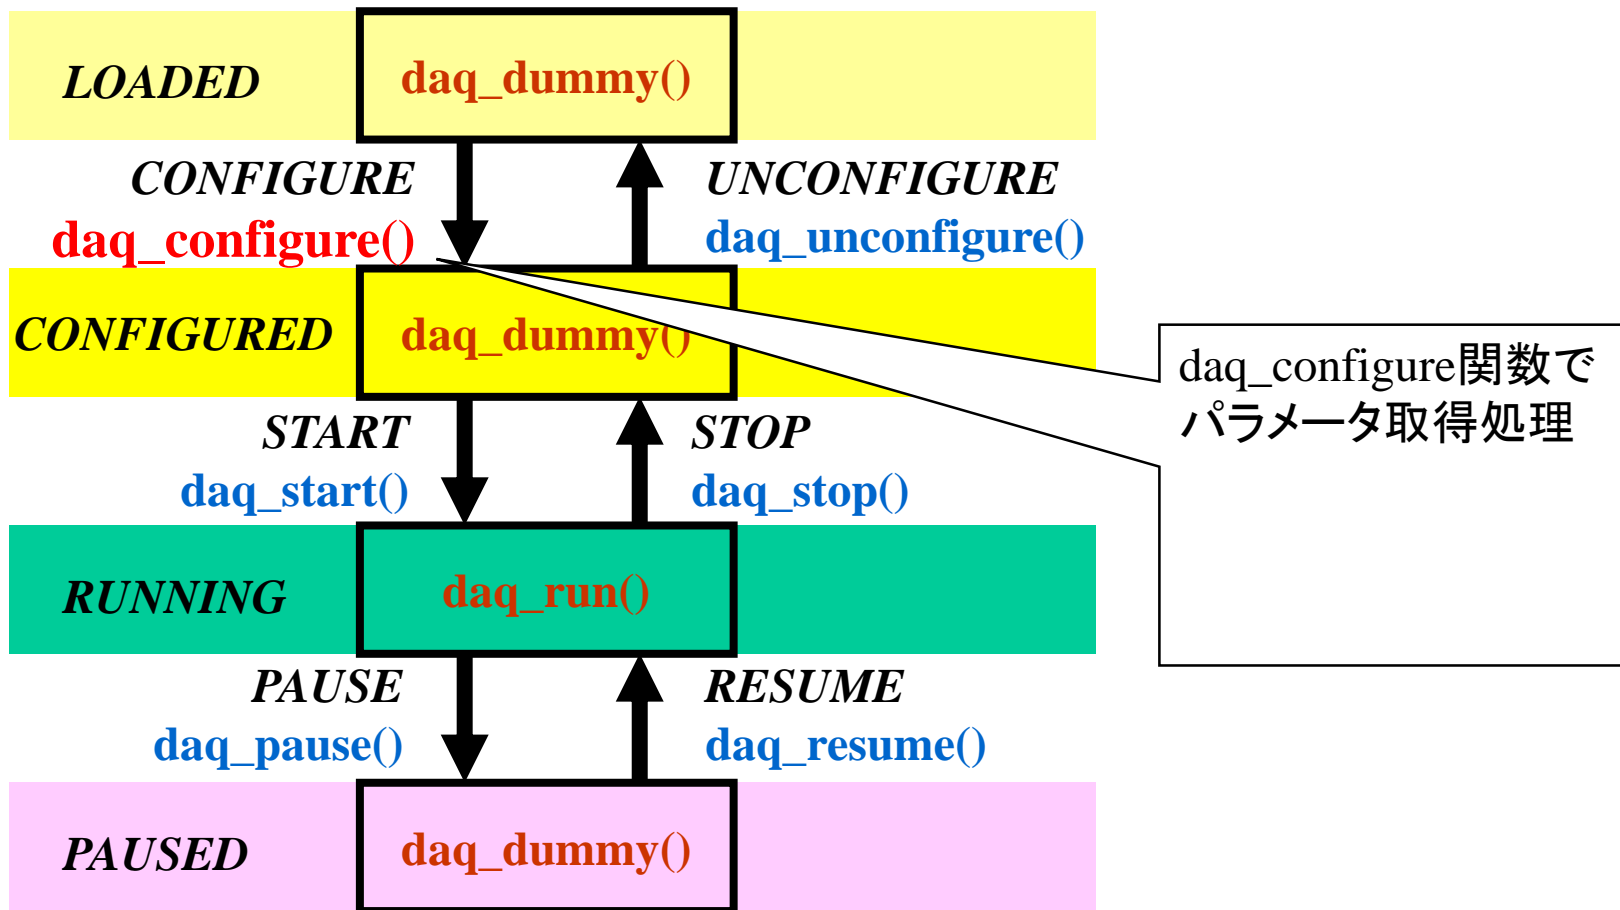 LOADED
daq_dummy()
CONFIGURE
UNCONFIGURE
daq_configure()
daq_unconfigure()
CONFIGURED
daq_dummy()
daq_configure関数で
パラメータ取得処理
START
STOP
daq_start()
daq_stop()
RUNNING
daq_run()
PAUSE
RESUME
daq_pause()
daq_resume()
PAUSED
daq_dummy()